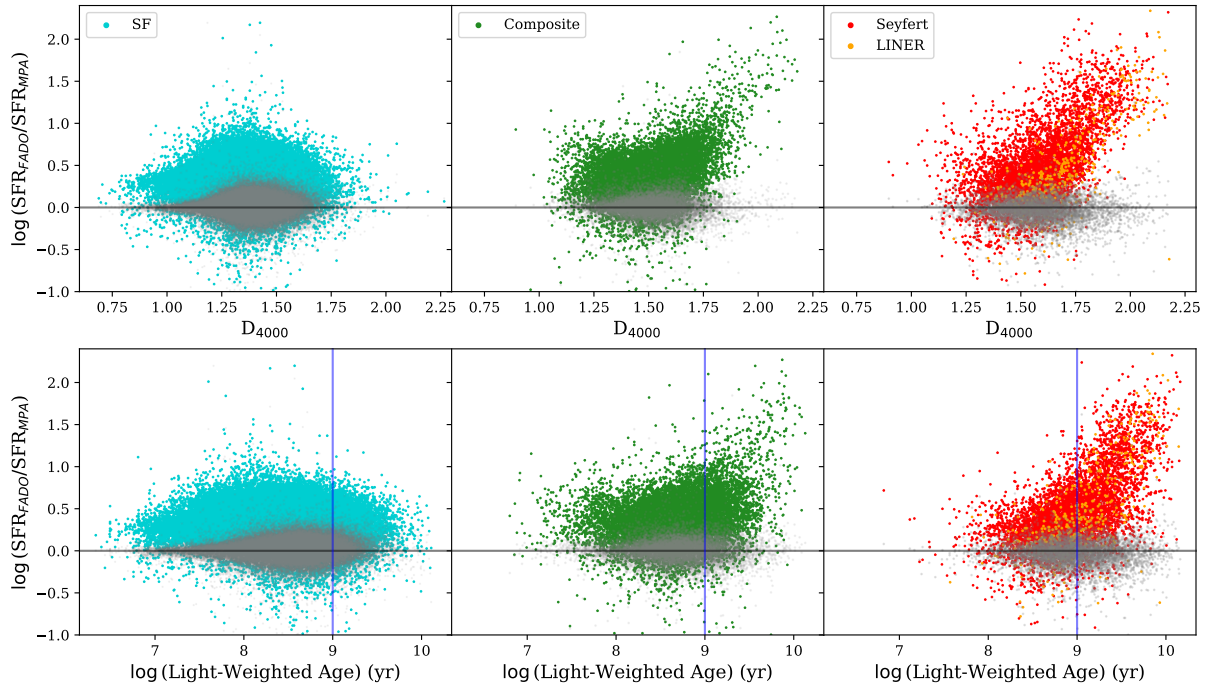 SF
Composite
Seyfert
LINER
log (SFR_FADO/SFR_MPA)
2.0
1.5
1.0
0.5
0.0
−0.5
−1.0
0.75 1.00 1.25 1.50 1.75 2.00 2.25
0.75 1.00 1.25 1.50 1.75 2.00 2.25
0.75 1.00 1.25 1.50 1.75 2.00 2.25
D₄₀₀₀
D₄₀₀₀
D₄₀₀₀
log (SFR_FADO/SFR_MPA)
2.0
1.5
1.0
0.5
0.0
−0.5
−1.0
7 8 9 10
7 8 9 10
7 8 9 10
log (Light-Weighted Age) (yr)
log (Light-Weighted Age) (yr)
log (Light-Weighted Age) (yr)